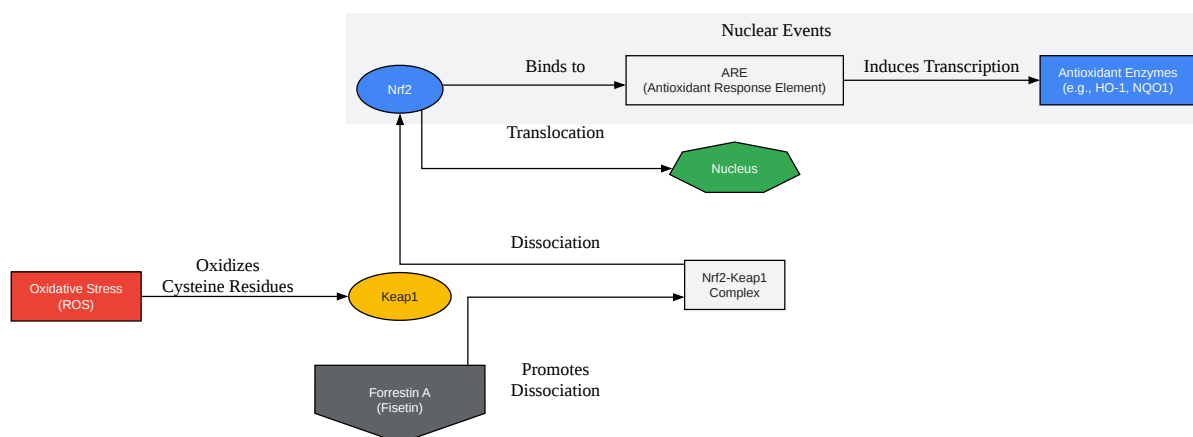 Nuclear Events
Nrf2
Binds to
ARE
(Antioxidant Response Element)
Induces Transcription
Antioxidant Enzymes
(e.g., HO-1, NQO1)
Translocation
Nucleus
Dissociation
Oxidative Stress
(ROS)
Oxidizes
Cysteine Residues
Keap1
Nrf2-Keap1
Complex
Forrestin A
(Fisetin)
Promotes
Dissociation